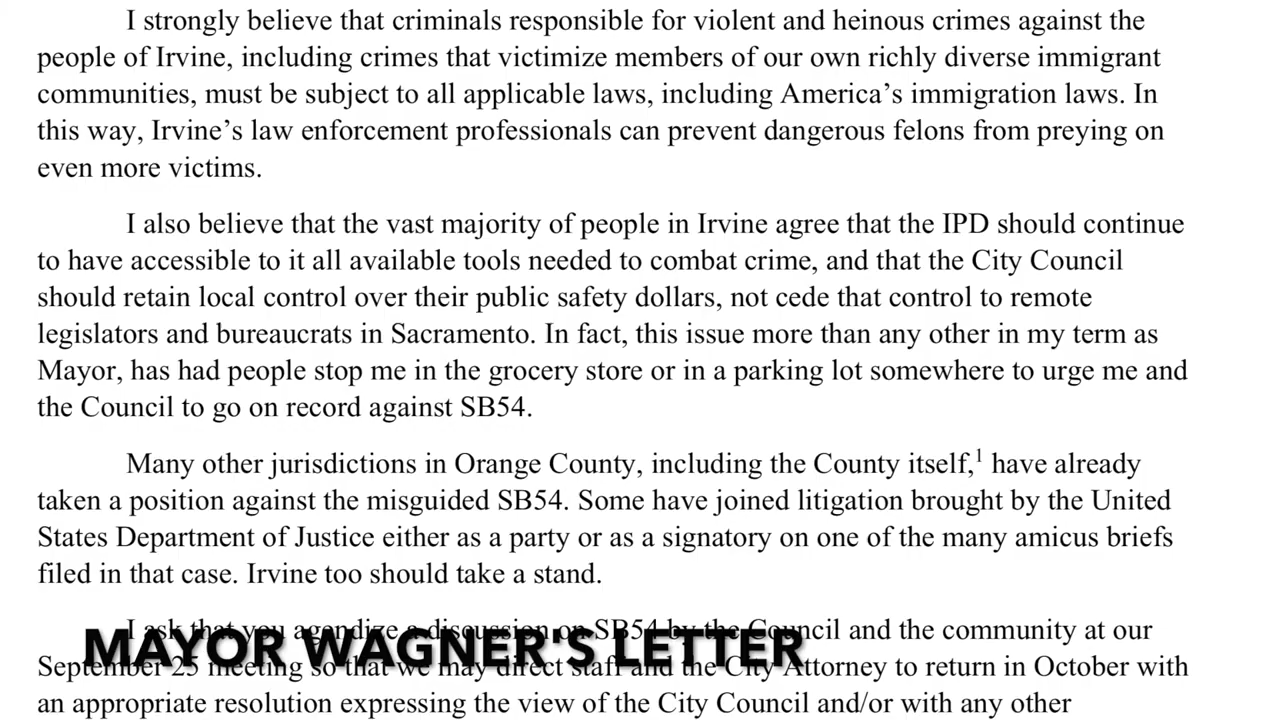 I strongly believe that criminals responsible for violent and heinous crimes against the
people of Irvine, including crimes that victimize members of our own richly diverse immigrant
communities, must be subject to all applicable laws, including America's immigration laws. In
this way, Irvine's law enforcement professionals can prevent dangerous felons from preying on
even more victims.
I also believe that the vast majority of people in Irvine agree that the IPD should continue
to have accessible to it all available tools needed to combat crime, and that the City Council
should retain local control over their public safety dollars, not cede that control to remote
legislators and bureaucrats in Sacramento. In fact, this issue more than any other in my term as
Mayor, has had people stop me in the grocery store or in a parking lot somewhere to urge me and
the Council to go on record against SB54.
Many other jurisdictions in Orange County, including the County itself,¹ have already
taken a position against the misguided SB54. Some have joined litigation brought by the United
States Department of Justice either as a party or as a signatory on one of the many amicus briefs
filed in that case. Irvine too should take a stand.
I ask that you agendize a discussion on SB54 by the Council and the community at our
MAYOR WAGNER'S LETTER
September 25 meeting so that we may direct staff and the City Attorney to return in October with
an appropriate resolution expressing the view of the City Council and/or with any other